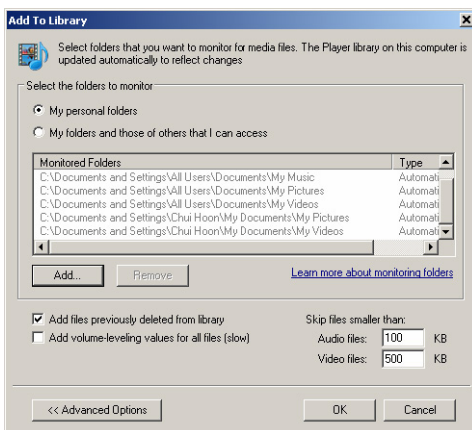 Add To Library
Select folders that you want to monitor for media files. The Player library on this computer is
updated automatically to reflect changes
Select the folders to monitor
My personal folders
My folders and those of others that I can access
Monitored Folders Type
C:\Documents and Settings\All Users\Documents\My Music Automati
C:\Documents and Settings\All Users\Documents\My Pictures Automati
C:\Documents and Settings\All Users\Documents\My Videos Automati
C:\Documents and Settings\Chui Hoon\My Documents\My Pictures Automati
C:\Documents and Settings\Chui Hoon\My Documents\My Videos Automati
Add... Remove Learn more about monitoring folders
Add files previously deleted from library
Add volume-leveling values for all files (slow)
Skip files smaller than:
Audio files: 100 KB
Video files: 500 KB
<< Advanced Options OK Cancel